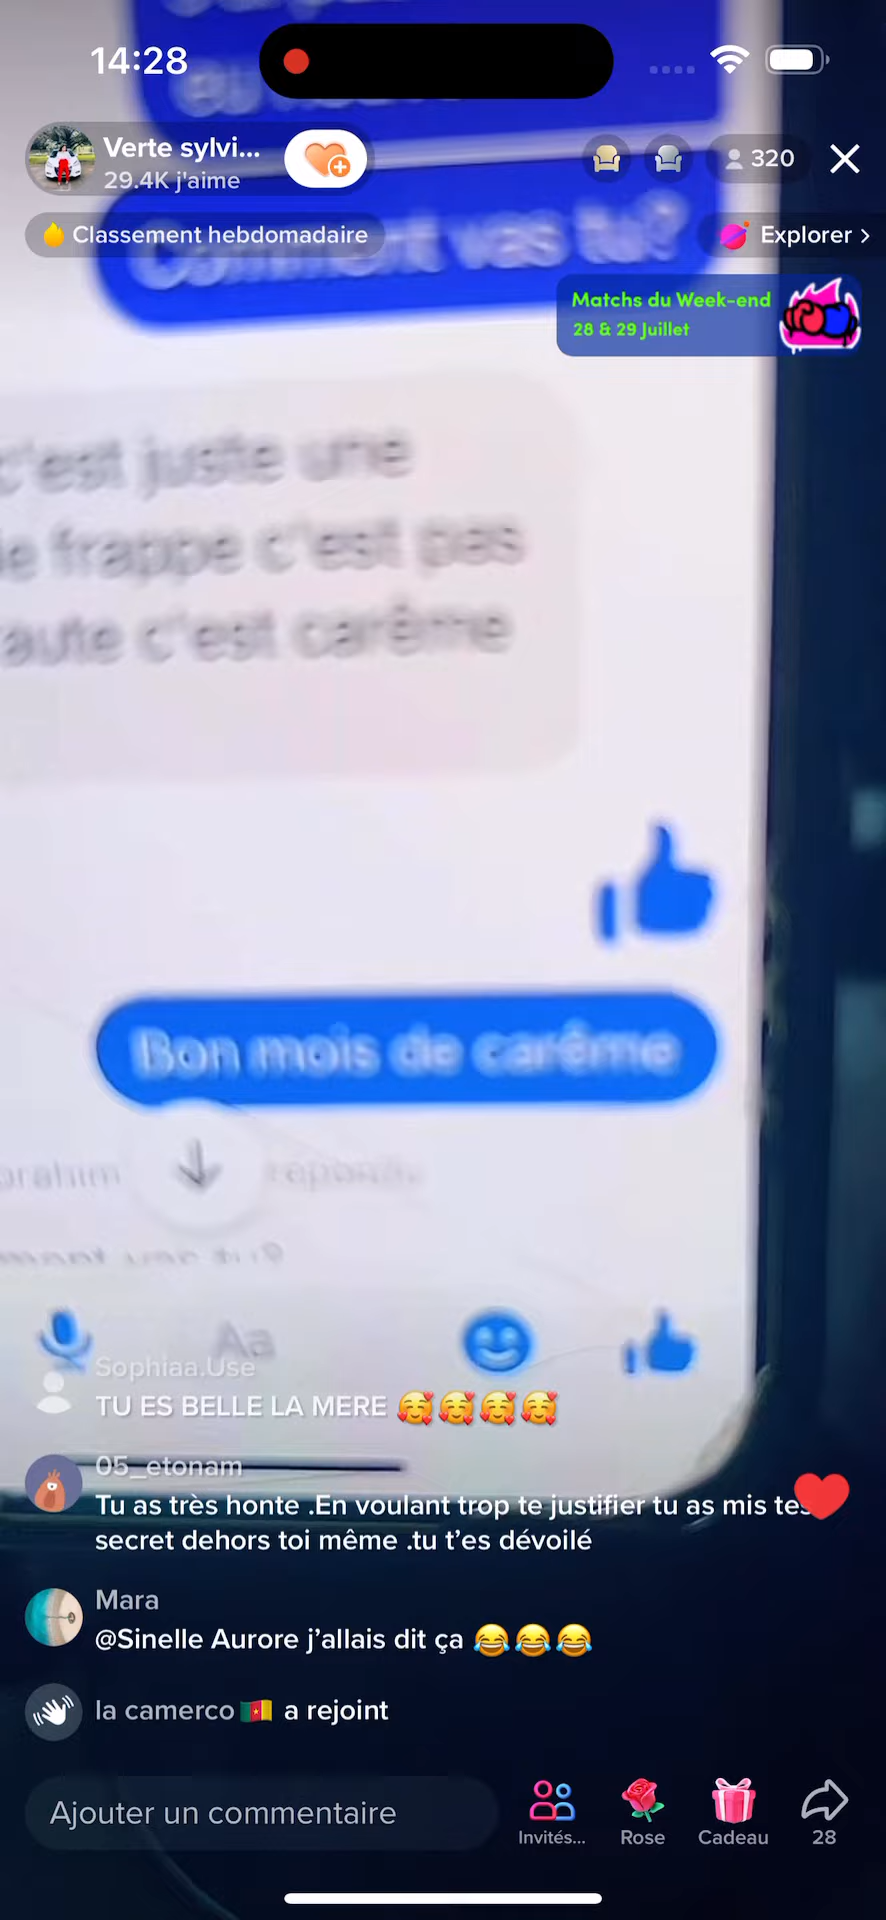 14:28
Verte sylvi...
29.4K j'aime
320
Classement hebdomadaire
Explorer >
Comment vas tu?
Matchs du Week-end
28 & 29 Juillet
c'est juste une
frappe c'est pas
c'est carême
Bon mois de carême
Aa
Sophiaa.Use
TU ES BELLE LA MERE 🥰🥰🥰🥰
05_etonam
Tu as très honte .En voulant trop te justifier tu as mis tes
secret dehors toi même .tu t’es dévoilé
Mara
@Sinelle Aurore j’allais dit ça 😂😂😂
la camerco🇨🇲 a rejoint
Ajouter un commentaire
Invités...
Rose
Cadeau
28